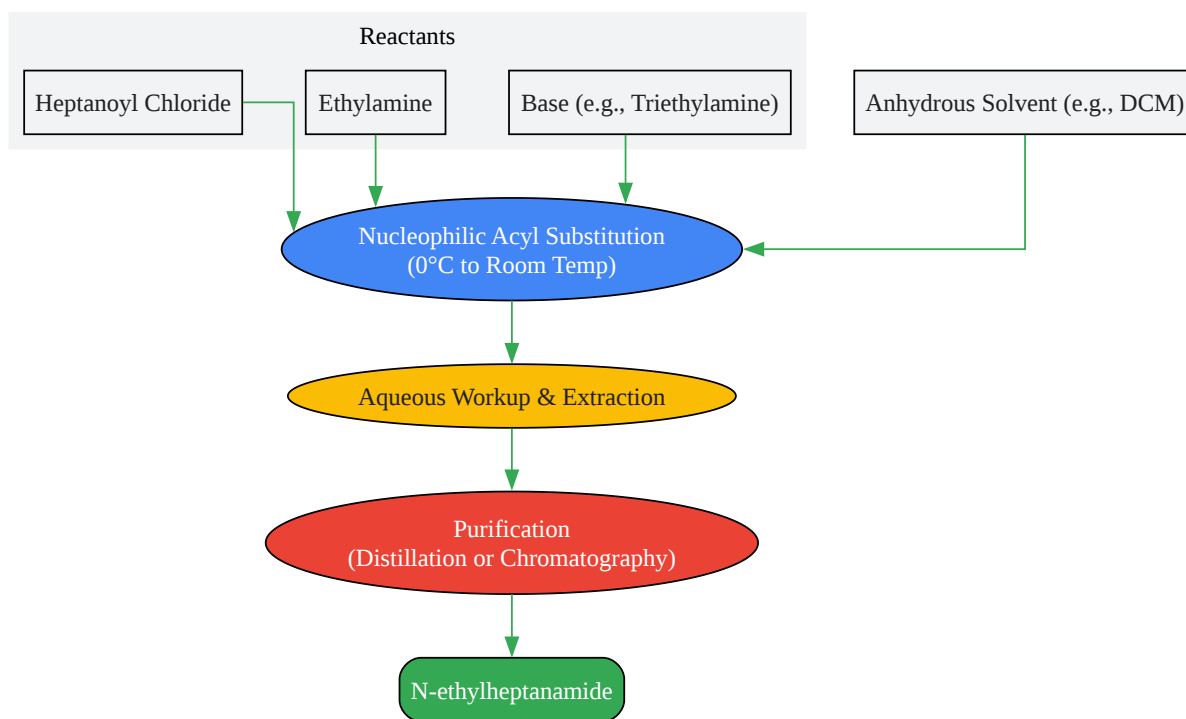 Reactants
Heptanoyl Chloride
Ethylamine
Base (e.g., Triethylamine)
Anhydrous Solvent (e.g., DCM)
Nucleophilic Acyl Substitution
(0°C to Room Temp)
Aqueous Workup & Extraction
Purification
(Distillation or Chromatography)
N-ethylheptanamide